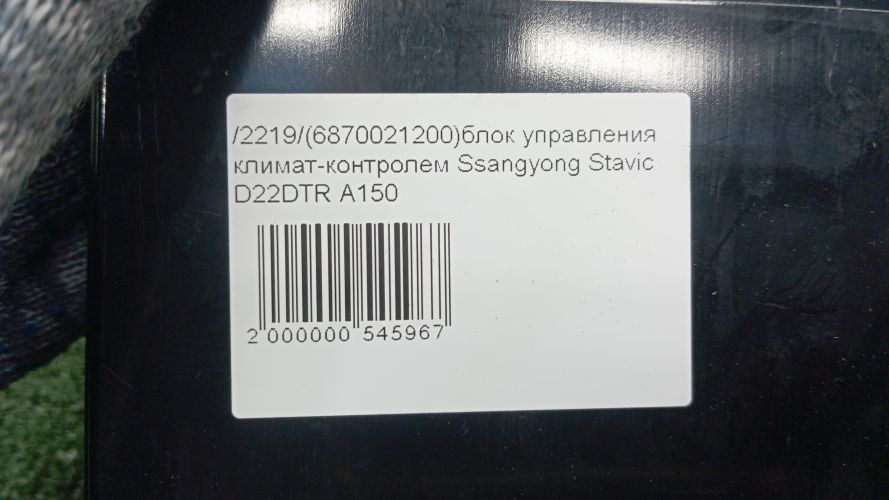 /2219/(6870021200)блок управления
климат-контролем Ssangyong Stavic
D22DTR A150
2 000000 545967